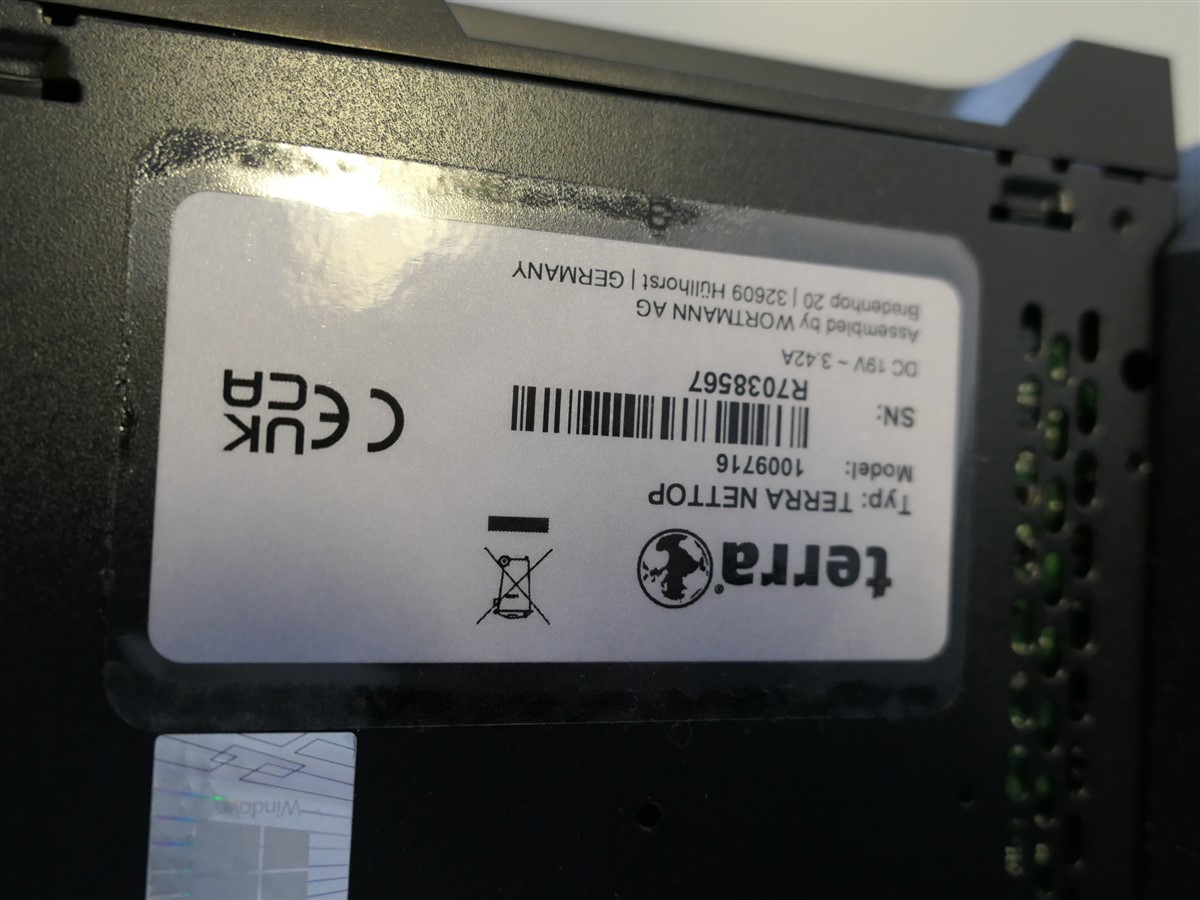 terra®
Typ: TERRA NETTOP
Model: 1009716
SN:
R7038567
DC 19V ~ 3.42A
Assembled by WORTMANN AG
Bredenhop 20 | 32609 Hüllhorst | GERMANY
CE
UK
CA
Windows